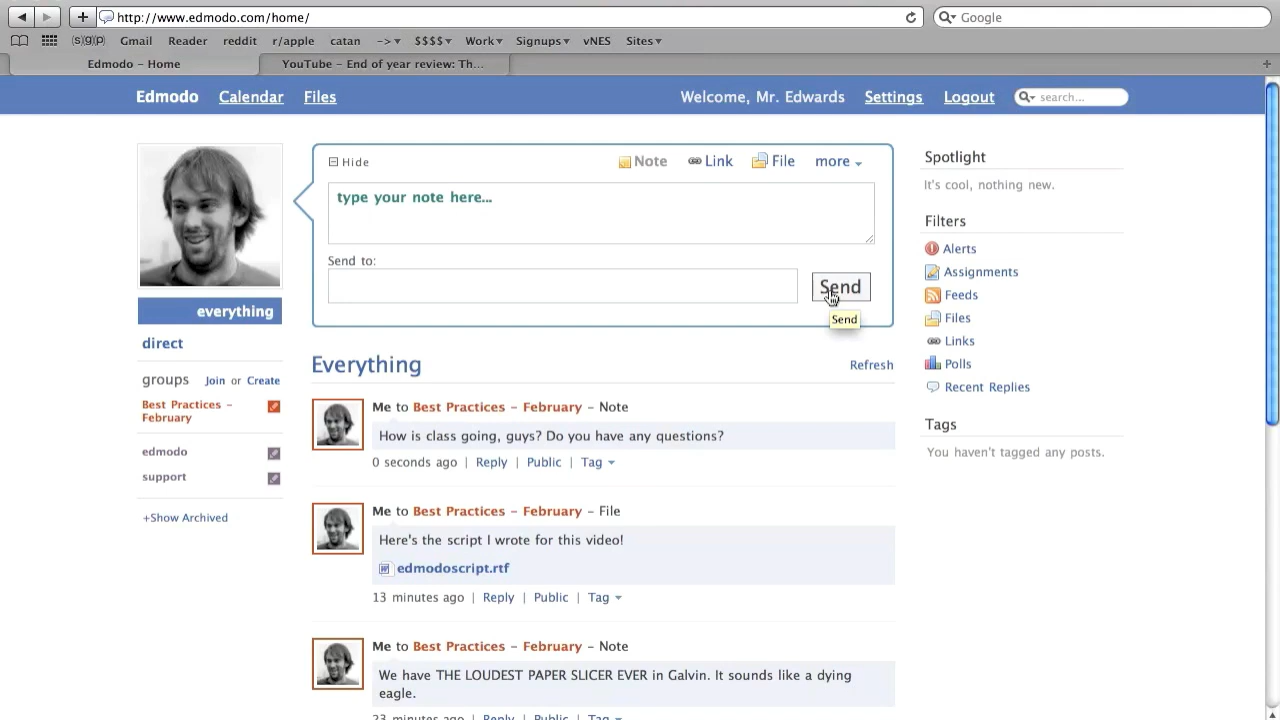 http://www.edmodo.com/home/
Google
(s(g(p) Gmail Reader reddit r/apple catan -> $$$$ Work Signups vNES Sites
Edmodo – Home
YouTube – End of year review: Th...
Edmodo Calendar Files
Welcome, Mr. Edwards Settings Logout search...
Hide
Note Link File more
type your note here...
Send to:
Send
Send
everything
direct
groups Join or Create
Best Practices –
February
edmodo
support
+Show Archived
Everything
Refresh
Me to Best Practices – February – Note
How is class going, guys? Do you have any questions?
0 seconds ago | Reply | Public | Tag
Me to Best Practices – February – File
Here's the script I wrote for this video!
edmodoscript.rtf
13 minutes ago | Reply | Public | Tag
Me to Best Practices – February – Note
We have THE LOUDEST PAPER SLICER EVER in Galvin. It sounds like a dying
eagle.
23 minutes ago | Reply | Public | Tag
Spotlight
It's cool, nothing new.
Filters
Alerts
Assignments
Feeds
Files
Links
Polls
Recent Replies
Tags
You haven't tagged any posts.